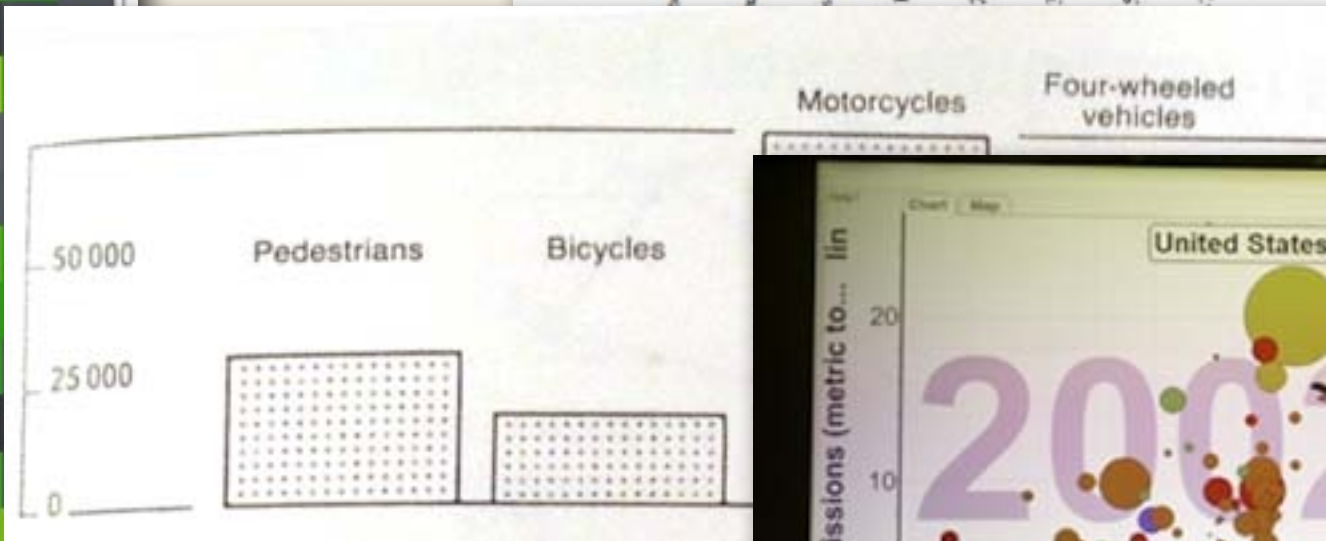 Motorcycles
Four-wheeled
vehicles
50 000
Pedestrians
Bicycles
25 000
0
Chart
Map
lin
United States
20
issions (metric to...
200
10